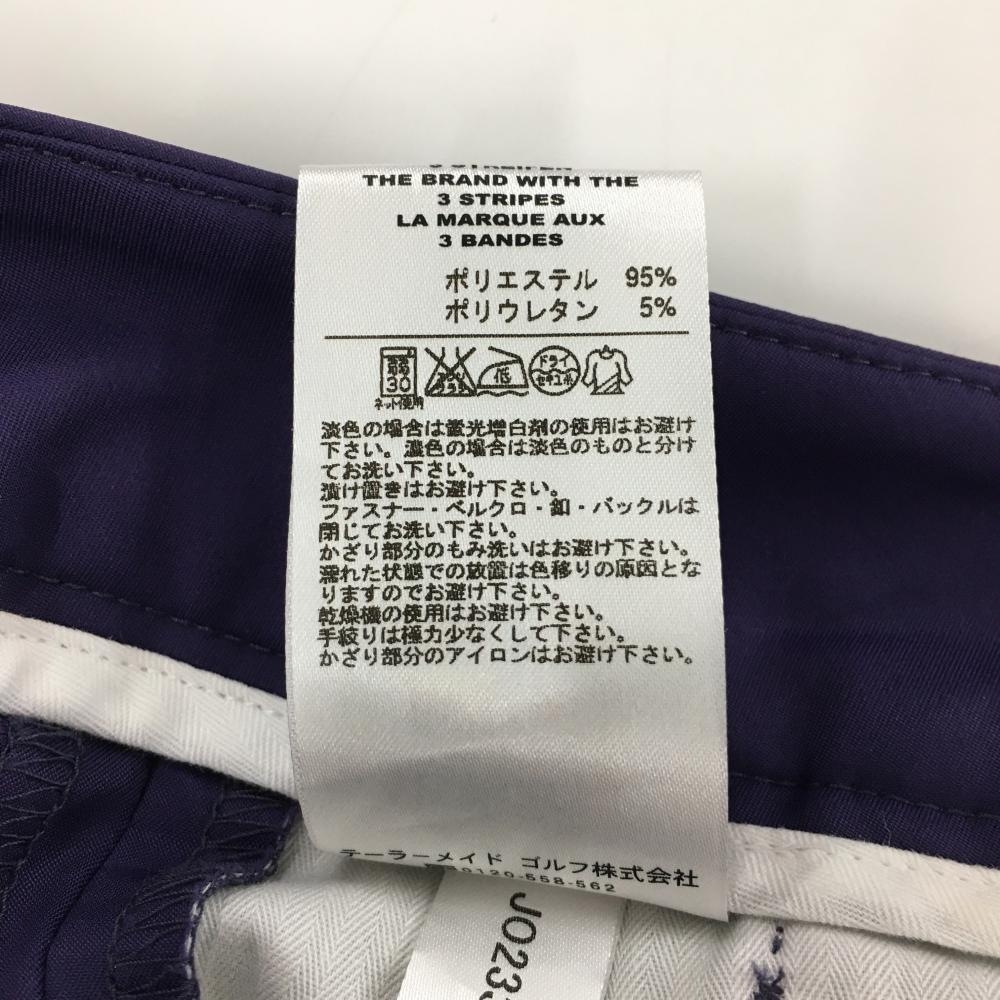 3 STREIFEN
THE BRAND WITH THE
3 STRIPES
LA MARQUE AUX
3 BANDES
ポリエステル 95%
ポリウレタン 5%
30
ネット使用
低
ドライ
セキユ系
淡色の場合は蛍光増白剤の使用はお避け
下さい。濃色の場合は淡色のものと分け
てお洗い下さい。
漬け置きはお避け下さい。
ファスナー・ベルクロ・釦・バックルは
閉じてお洗い下さい。
かざり部分のもみ洗いはお避け下さい。
濡れた状態での放置は色移りの原因とな
りますのでお避け下さい。
乾燥機の使用はお避け下さい。
手絞りは極力少なくして下さい。
かざり部分のアイロンはお避け下さい。
テーラーメイド ゴルフ株式会社
0120-558-562
J023